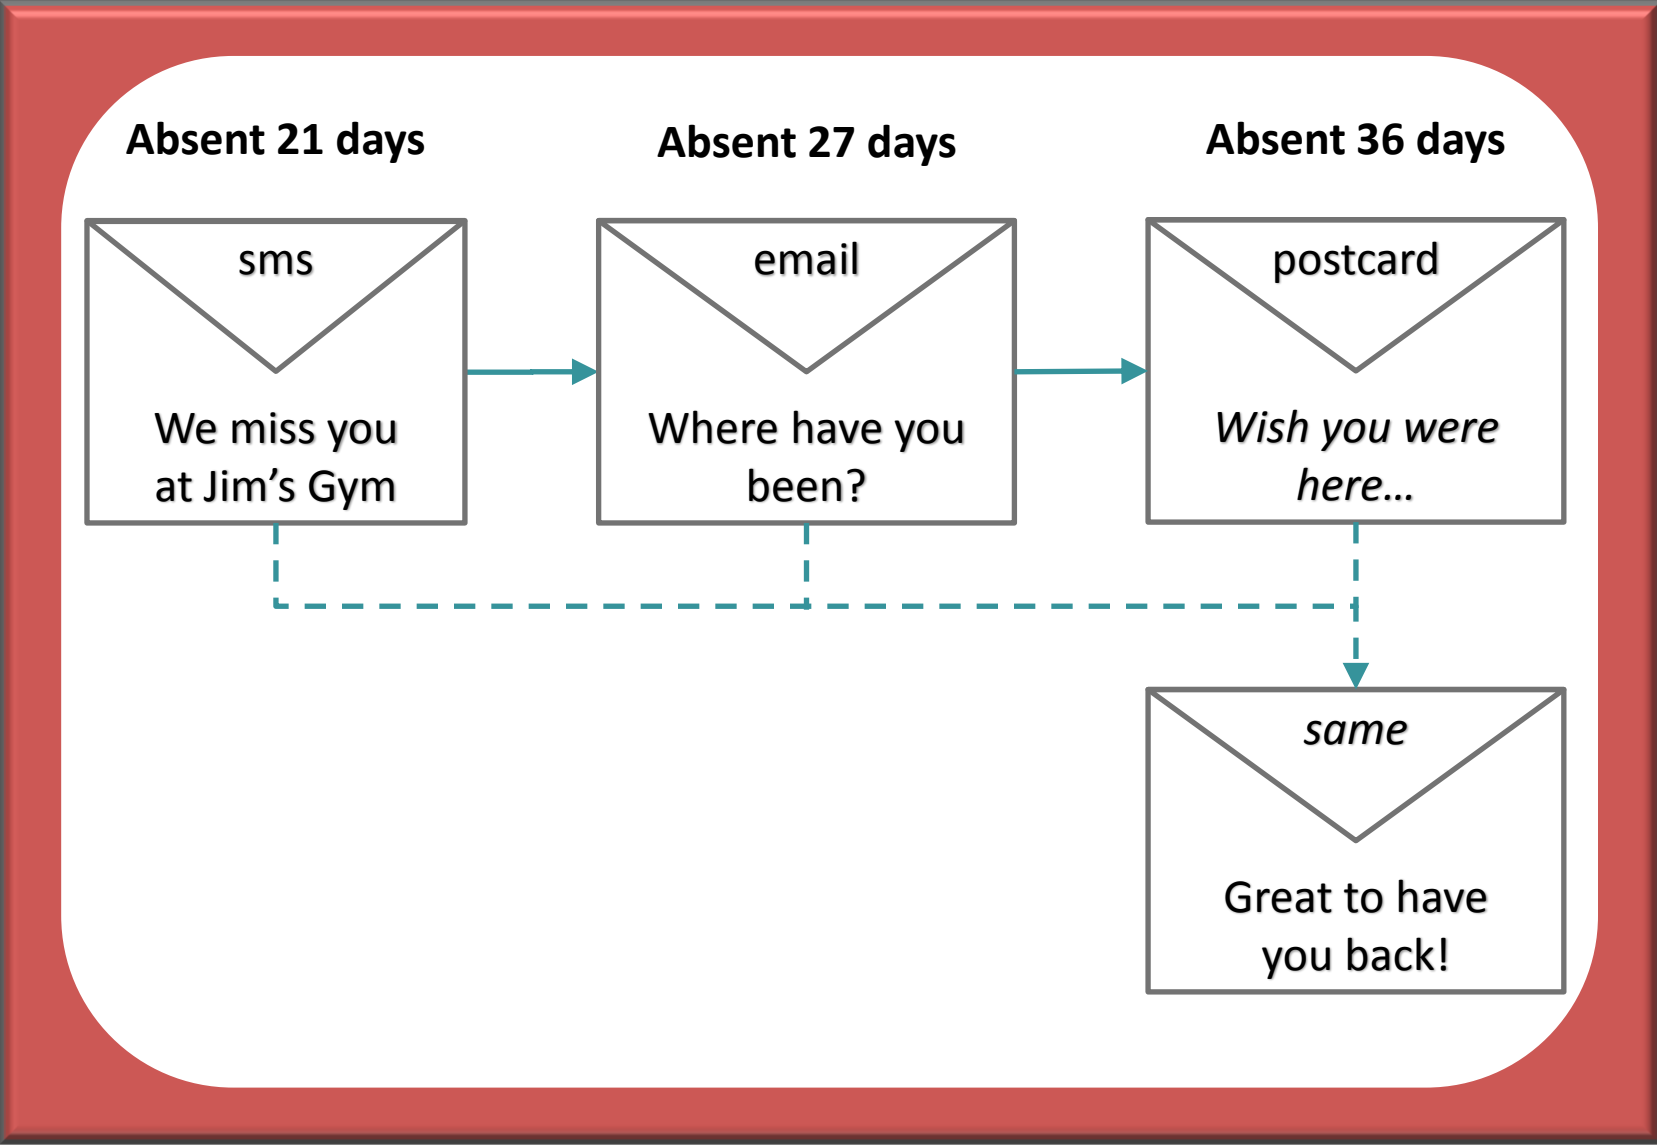 Absent 21 days
Absent 27 days
Absent 36 days
sms
email
postcard
We miss you
at Jim’s Gym
Where have you
been?
Wish you were
here...
same
Great to have
you back!